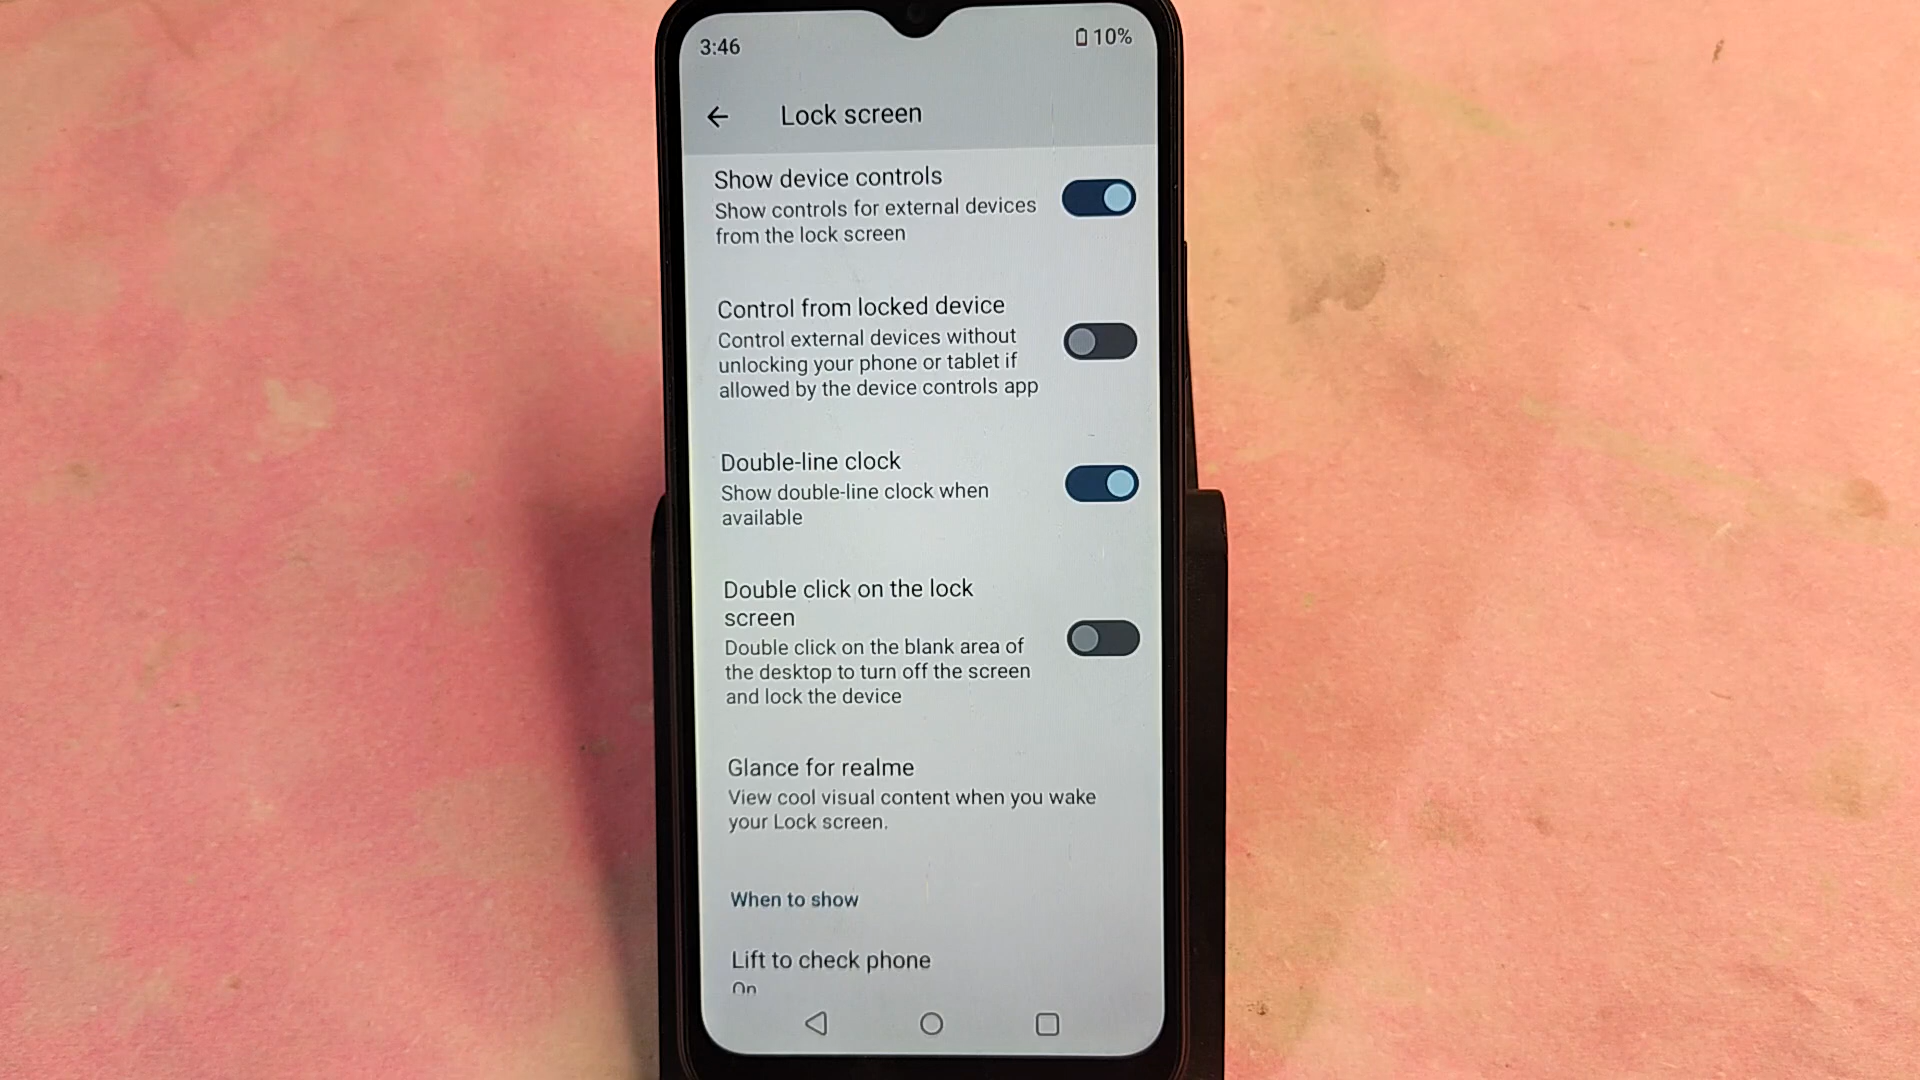 3:46
10%
Lock screen
Show device controls
Show controls for external devices
from the lock screen
Control from locked device
Control external devices without
unlocking your phone or tablet if
allowed by the device controls app
Double-line clock
Show double-line clock when
available
Double click on the lock
screen
Double click on the blank area of
the desktop to turn off the screen
and lock the device
Glance for realme
View cool visual content when you wake
your Lock screen.
When to show
Lift to check phone
On